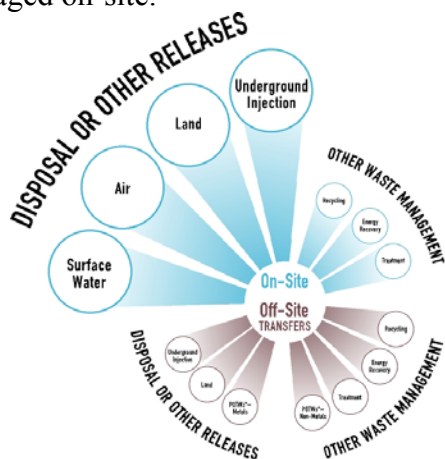 aged off-site.
DISPOSAL OR OTHER RELEASES
Underground
Injection
Land
Air
Surface
Water
OTHER WASTE MANAGEMENT
Recycling
Energy
Recovery
Treatment
On-Site
Off-Site
TRANSFERS
DISPOSAL OR OTHER RELEASES
Underground
Injection
Land
POTWs*—
Metals
OTHER WASTE MANAGEMENT
POTWs*—
Non-Metals
Treatment
Energy
Recovery
Recycling